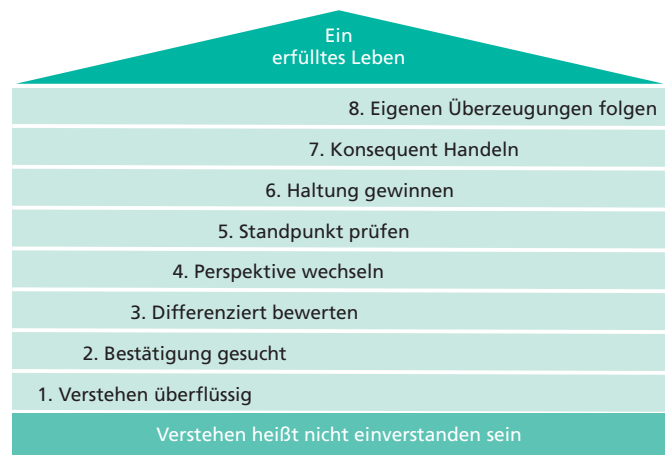 Ein
erfülltes Leben
8. Eigenen Überzeugungen folgen
7. Konsequent Handeln
6. Haltung gewinnen
5. Standpunkt prüfen
4. Perspektive wechseln
3. Differenziert bewerten
2. Bestätigung gesucht
1. Verstehen überflüssig
Verstehen heißt nicht einverstanden sein